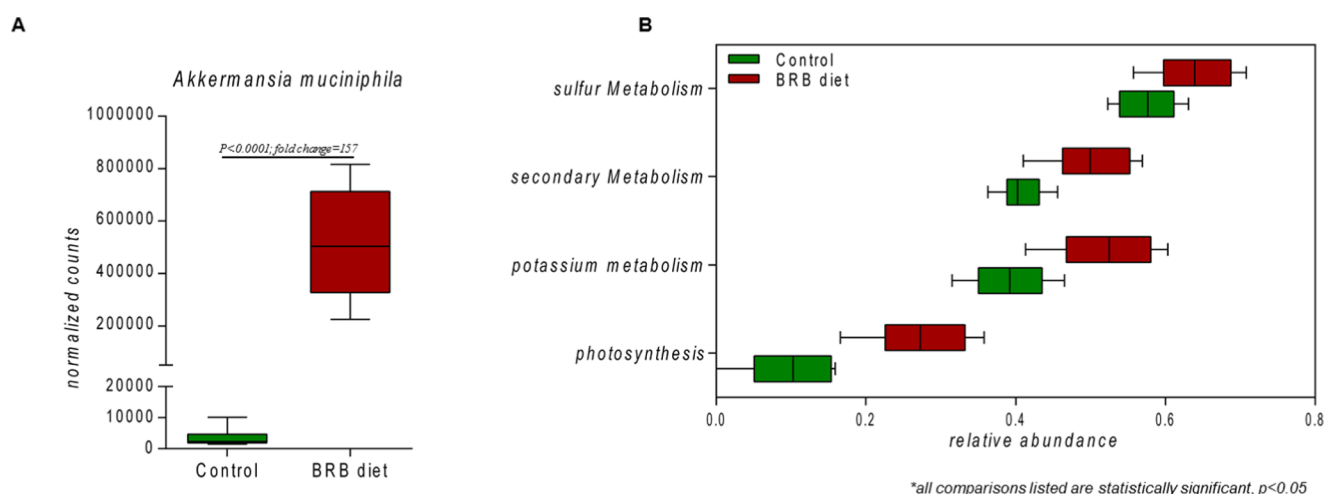 A
Akkermansia muciniphila
1000000
P<0.0001; fold change=157
800000
600000
400000
200000
20000
10000
0
normalized counts
Control
BRB diet
B
Control
BRB diet
sulfur Metabolism
secondary Metabolism
potassium metabolism
photosynthesis
0.0
0.2
0.4
0.6
0.8
relative abundance
*all comparisons listed are statistically significant, p<0.05